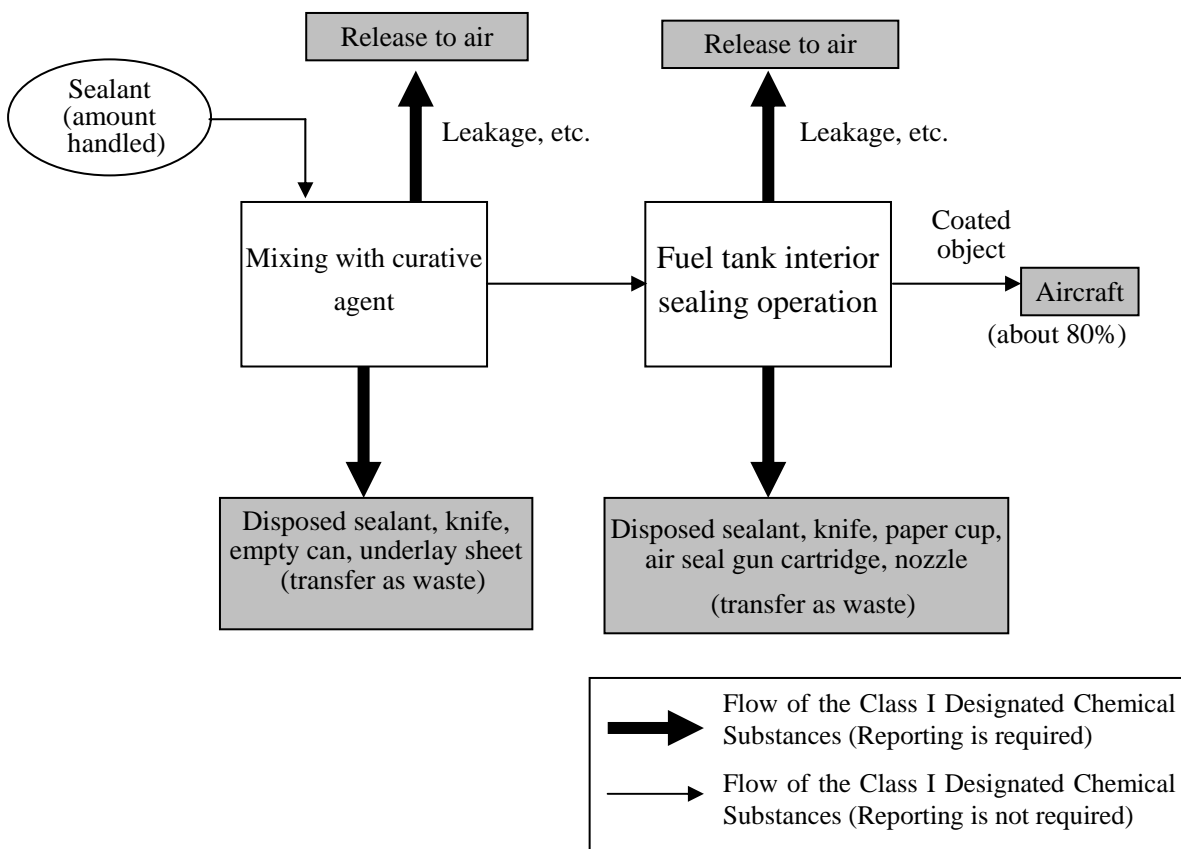 Release to air
Release to air
Sealant
(amount
handled)
Leakage, etc.
Leakage, etc.
Mixing with curative
agent
Fuel tank interior
sealing operation
Coated
object
Aircraft
(about 80%)
Disposed sealant, knife,
empty can, underlay sheet
(transfer as waste)
Disposed sealant, knife, paper cup,
air seal gun cartridge, nozzle
(transfer as waste)
Flow of the Class I Designated Chemical
Substances (Reporting is required)
Flow of the Class I Designated Chemical
Substances (Reporting is not required)